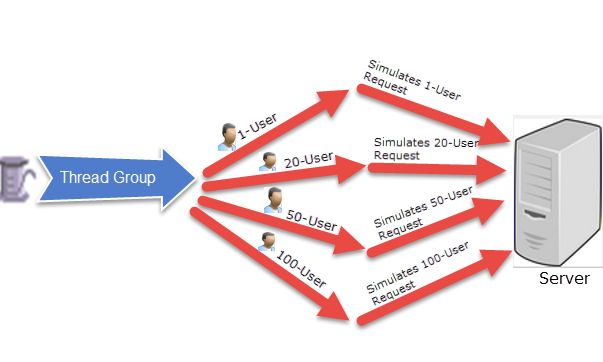 Thread Group
1-User
Simulates 1-User
Request
20-User
Simulates 20-User
Request
50-User
Simulates 50-User
Request
100-User
Simulates 100-User
Request
Server